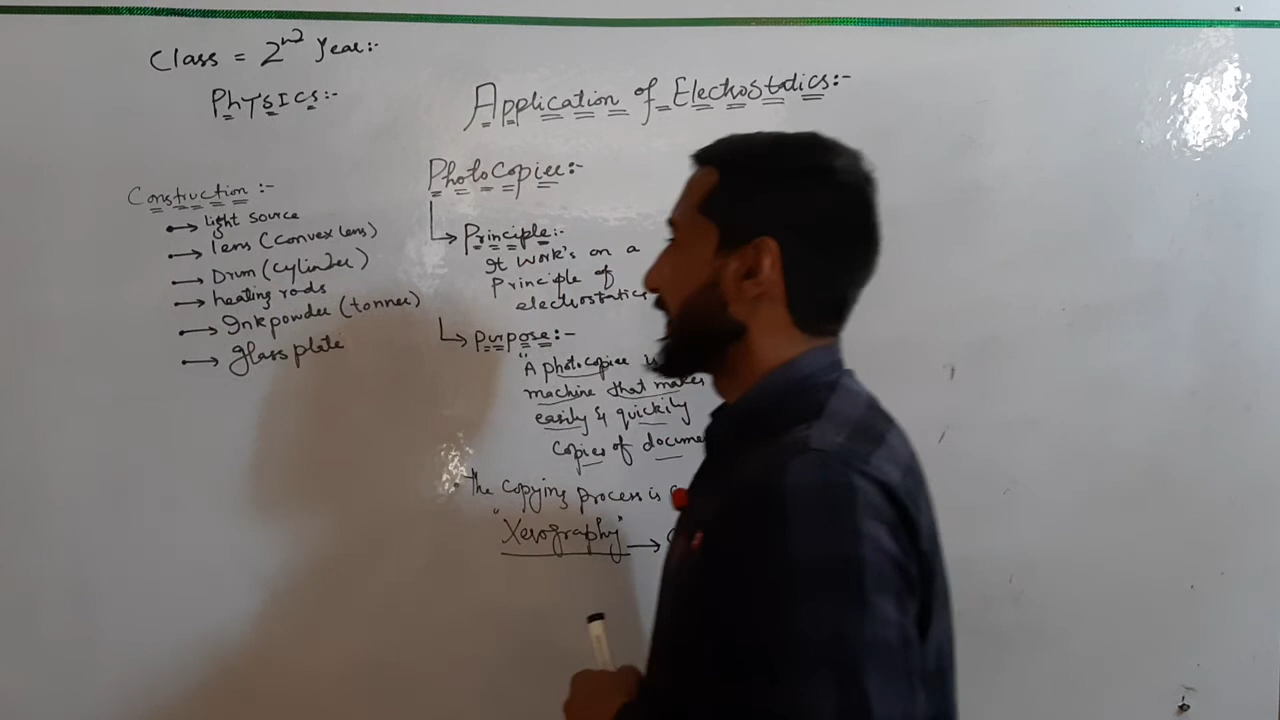 Class = 2nd Year:-
PhYSICs:-
Application of Electrostatics:-
Construction :-
light source
lens (convex lens)
Drum (cylinder)
heating rods
Ink powder (tonner)
glass plate
PhotoCopier:-
Principle:-
It work's on a
Principle of
electrostatics
Purpose:-
"A photocopier is
machine that makes
easily & quickily
Copies of
The copying process is
"Xerography"